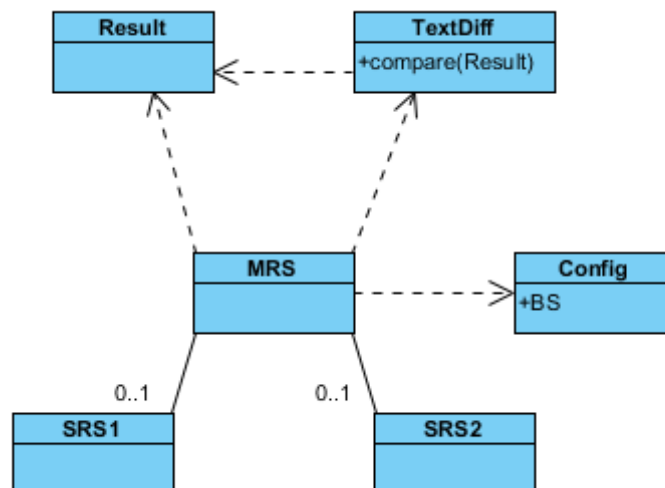 Result
TextDiff
+compare(Result)
MRS
Config
+BS
0..1
0..1
SRS1
SRS2